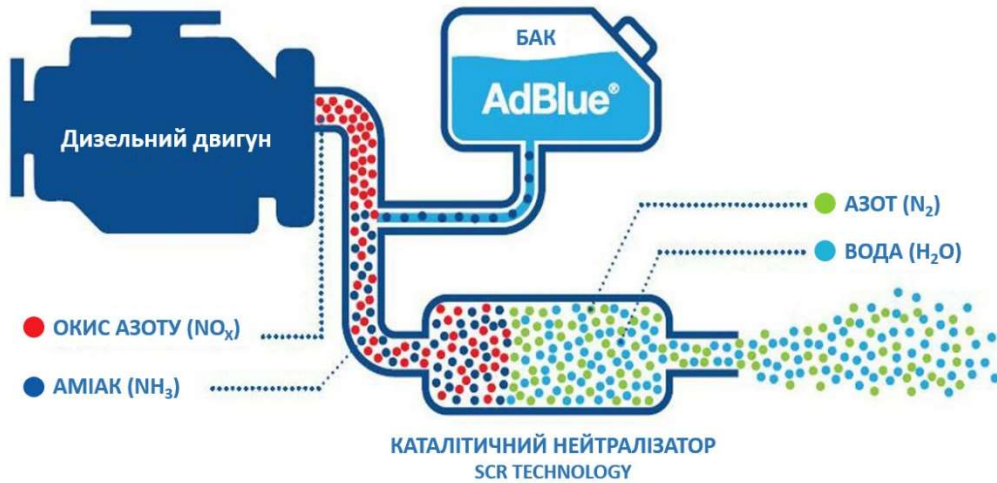 БАК
AdBlue®
Дизельний двигун
АЗОТ (N₂)
ВОДА (H₂O)
ОКИС АЗОТУ (NOₓ)
АМІАК (NH₃)
КАТАЛІТИЧНИЙ НЕЙТРАЛІЗАТОР
SCR TECHNOLOGY